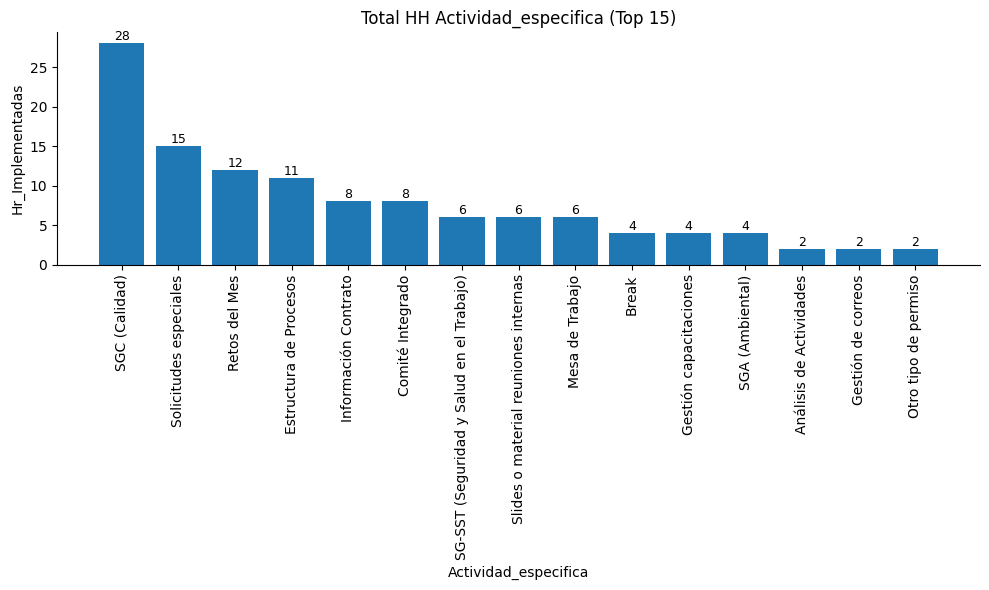 Total HH Actividad_especifica (Top 15)
Hr_Implementadas
25
20
15
10
5
0
28
15
12
11
8
8
6
6
6
4
4
4
2
2
2
SGC (Calidad)
Solicitudes especiales
Retos del Mes
Estructura de Procesos
Información Contrato
Comité Integrado
SG-SST (Seguridad y Salud en el Trabajo)
Slides o material reuniones internas
Mesa de Trabajo
Break
Gestión capacitaciones
SGA (Ambiental)
Análisis de Actividades
Gestión de correos
Otro tipo de permiso
Actividad_especifica